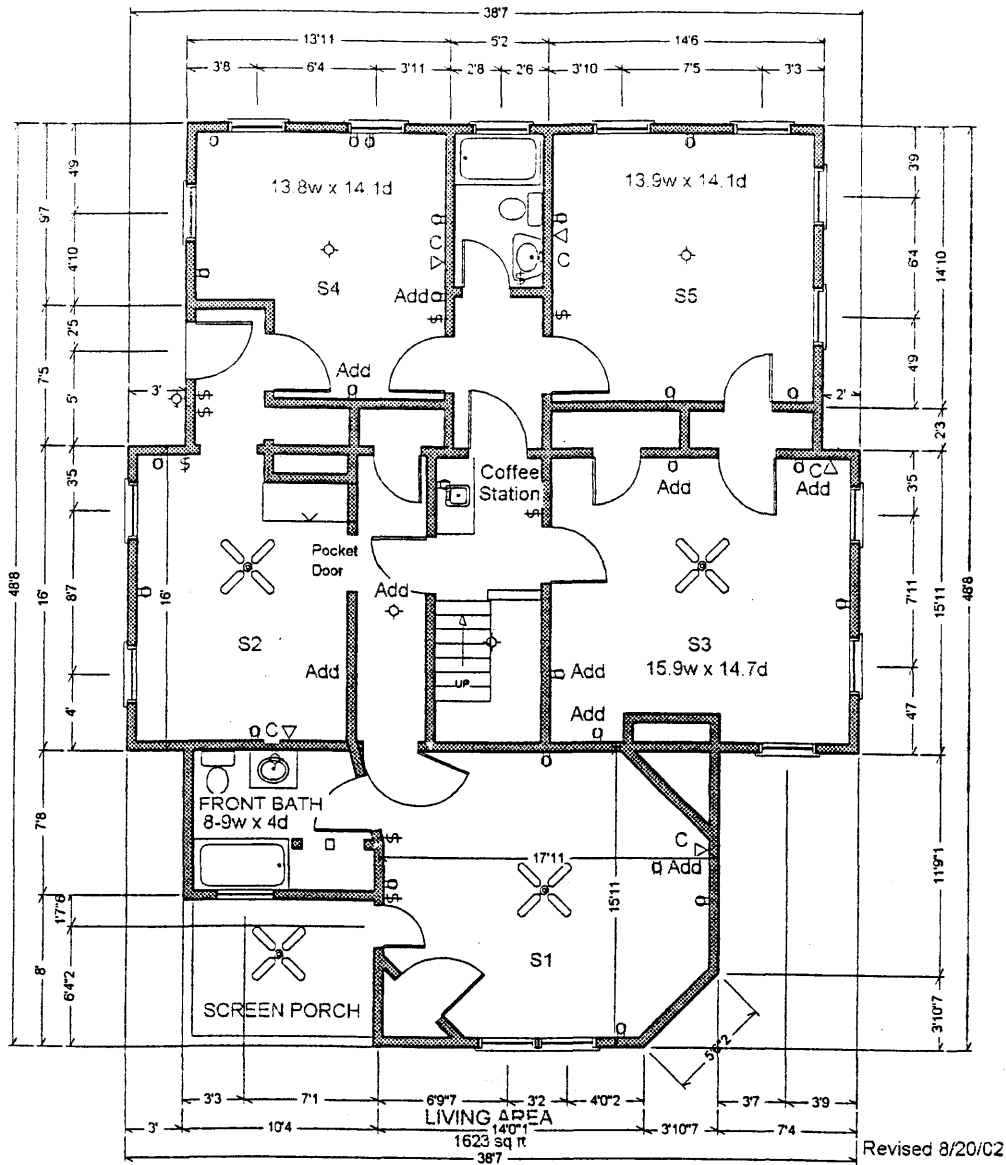 38'7
13'11 5'2 14'6
3'8 6'4 3'11 2'8 2'6 3'10 7'5 3'3
13.8w x 14.1d
13.9w x 14.1d
4'9
9'7
4'10
2'5
7'5
5'
3'5
48'8
16'
8'7
4'
7'8
1'7"6
8'
6'4"2
3'9
6'4
14'10
4'9
2'3
3'5
7'11
15'11
48'8
4'7
11'9"1
3'10"7
C
S4
Add
$
Add
C
S5
$
3'
$
$
2'
$
Coffee
Station
$
Add
C
Add
Pocket
Door
Add
16'
S2
Add
UP
S3
15.9w x 14.7d
Add
Add
C
FRONT BATH
8-9w x 4d
$
C
17'11
Add
$
15'11
S1
SCREEN PORCH
5'6"2
3'3 7'1 6'9"7 3'2 4'0"2 3'7 3'9
LIVING AREA
3' 10'4 14'0"1 3'10"7 7'4
1623 sq ft
38'7
Revised 8/20/02